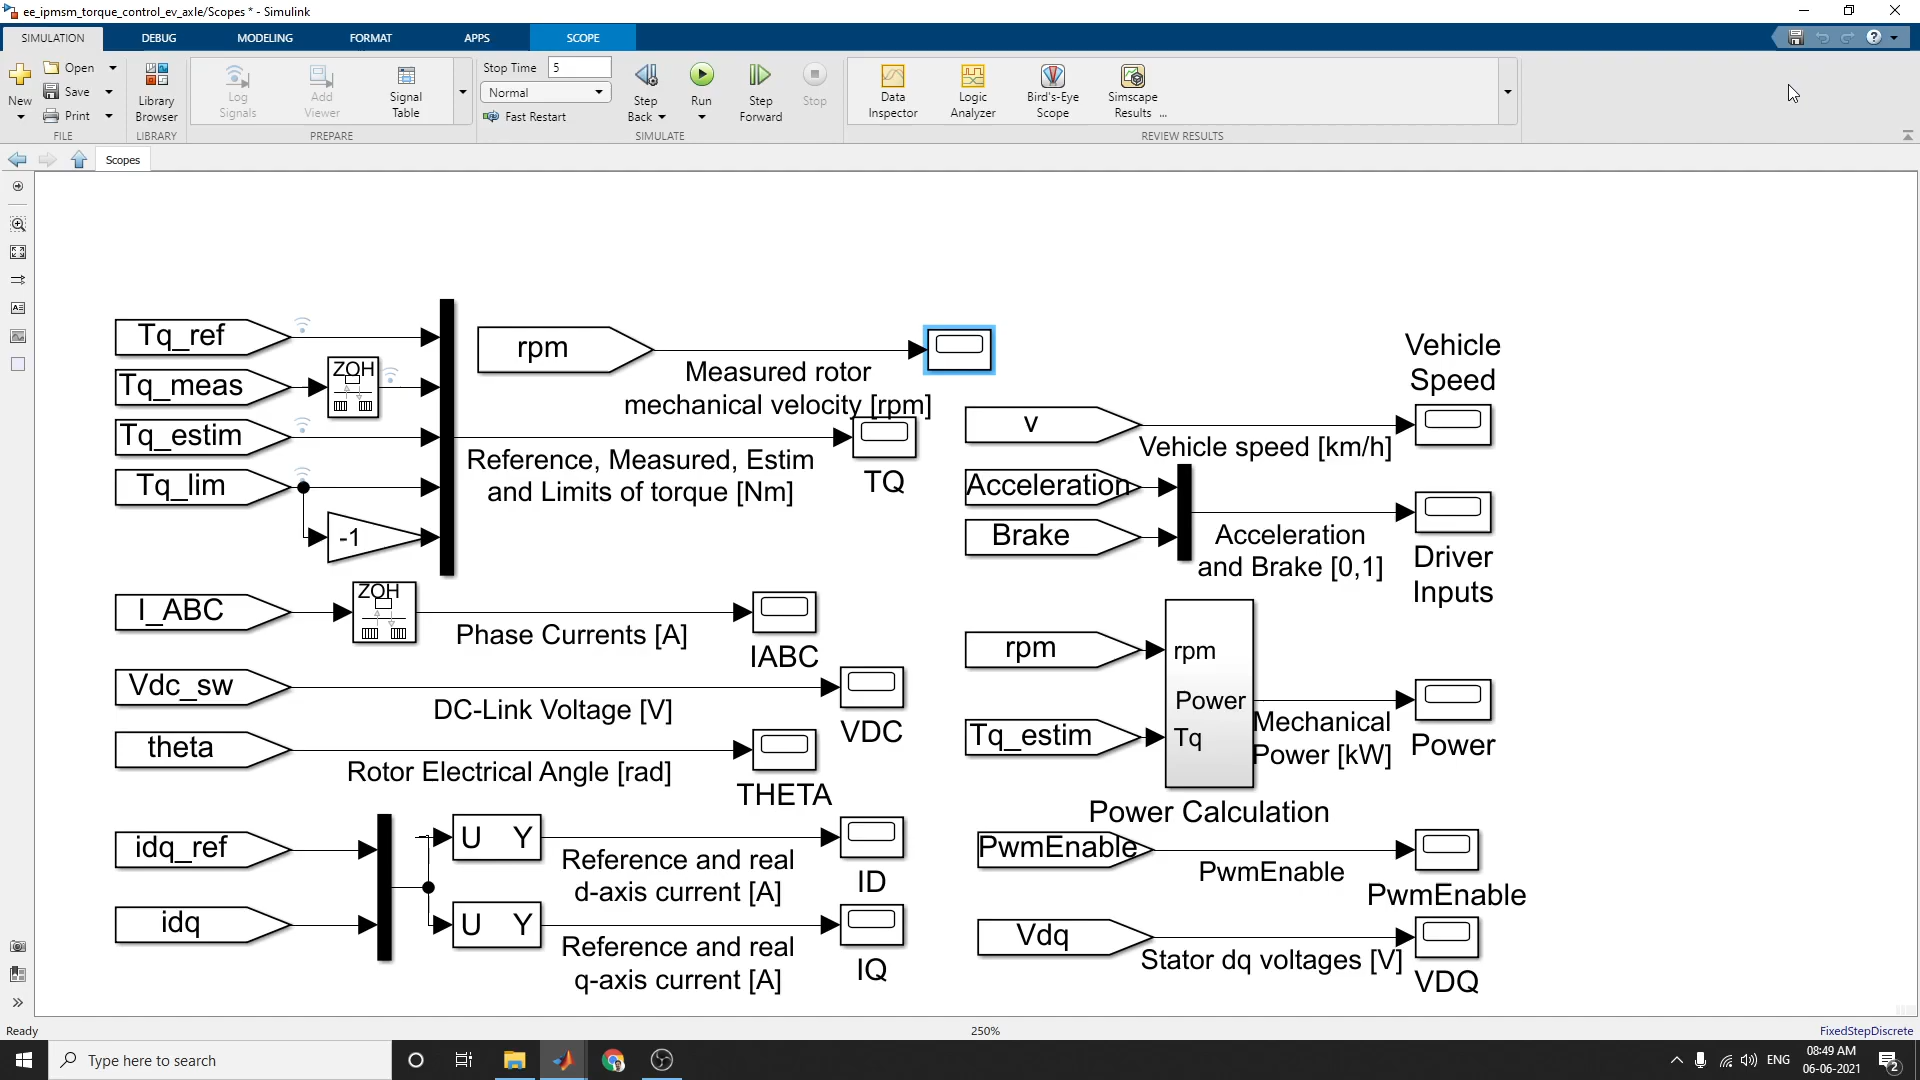 ee_ipmsm_torque_control_ev_axle/Scopes * - Simulink
SIMULATION
DEBUG
MODELING
FORMAT
APPS
SCOPE
New
Open
Save
Print
FILE
Library
Browser
LIBRARY
Log
Signals
Add
Viewer
Signal
Table
PREPARE
Stop Time 5
Normal
Fast Restart
Step
Back
Run
Step
Forward
Stop
SIMULATE
Data
Inspector
Logic
Analyzer
Bird's-Eye
Scope
Simscape
Results ...
REVIEW RESULTS
Scopes
Tq_ref
Tq_meas
ZOH
Tq_estim
Tq_lim
-1
rpm
Measured rotor
mechanical velocity [rpm]
Reference, Measured, Estim
and Limits of torque [Nm]
TQ
I_ABC
ZOH
Phase Currents [A]
IABC
Vdc_sw
DC-Link Voltage [V]
VDC
theta
Rotor Electrical Angle [rad]
THETA
idq_ref
idq
U Y
Reference and real
d-axis current [A]
ID
U Y
Reference and real
q-axis current [A]
IQ
Vehicle
Speed
v
Vehicle speed [km/h]
Acceleration
Brake
Acceleration
and Brake [0,1]
Driver
Inputs
rpm
Tq_estim
rpm
Power
Tq
Mechanical
Power [kW]
Power
Power Calculation
PwmEnable
PwmEnable
PwmEnable
Vdq
Stator dq voltages [V]
VDQ
Ready
250%
FixedStepDiscrete
Type here to search
ENG
08:49 AM
06-06-2021
2